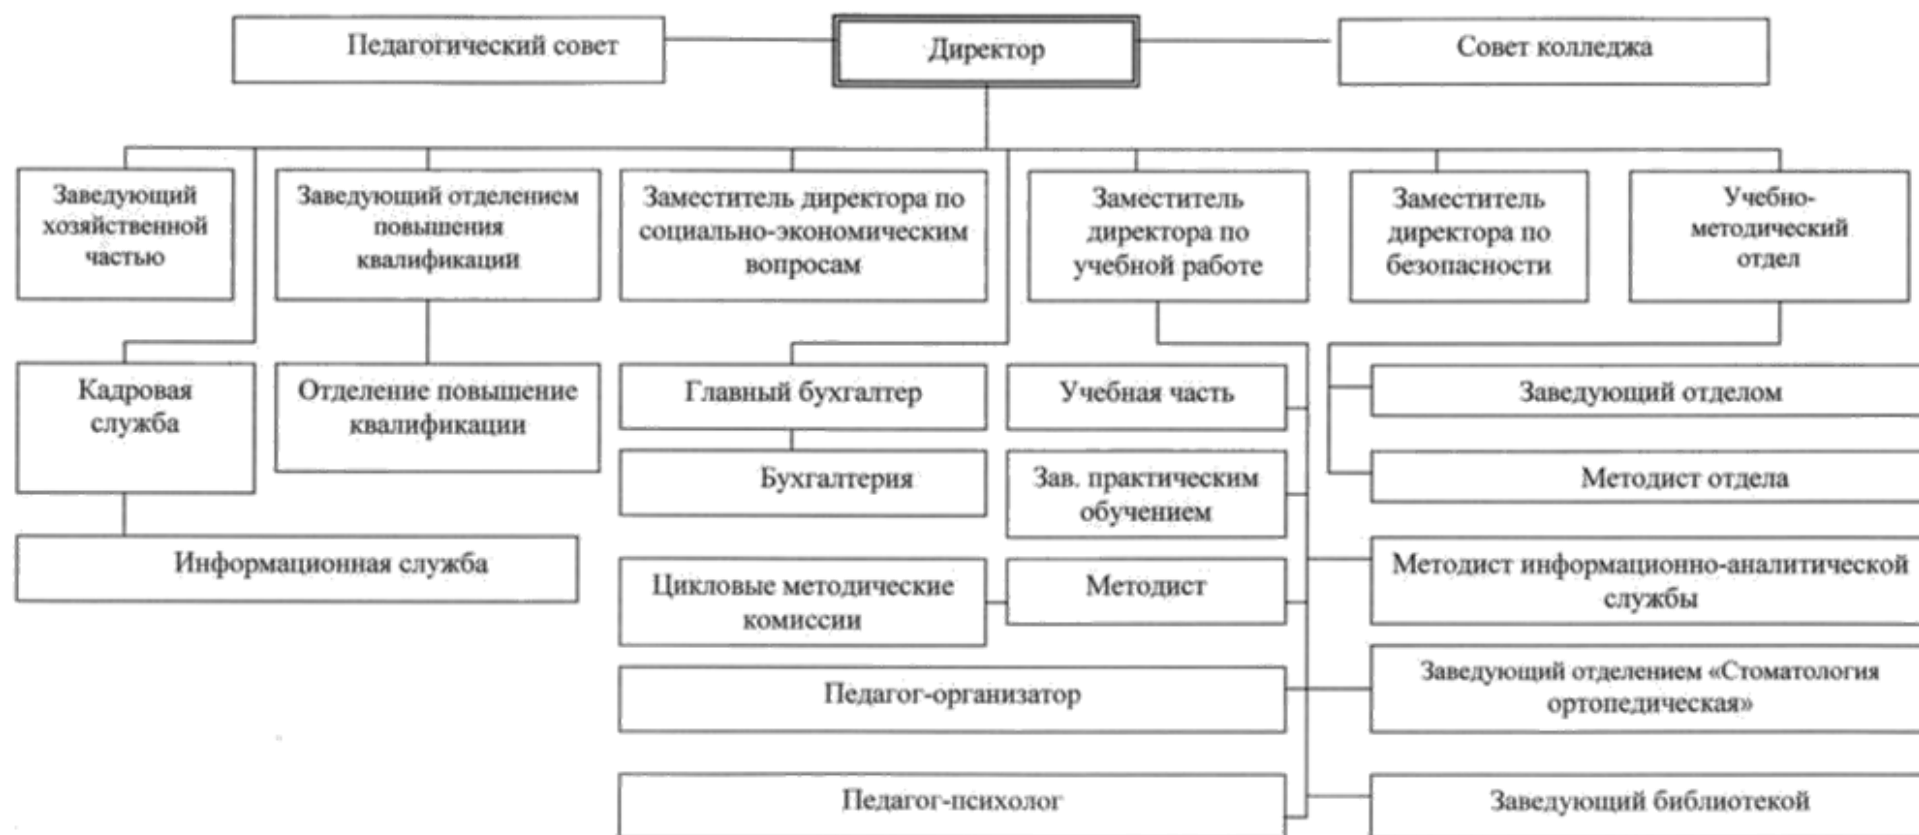 Педагогический совет
Директор
Совет колледжа
Заведующий
хозяйственной
частью
Заведующий отделением
повышения
квалификации
Заместитель директора по
социально-экономическим
вопросам
Заместитель
директора по
учебной работе
Заместитель
директора по
безопасности
Учебно-
методический
отдел
Кадровая
служба
Отделение повышение
квалификации
Главный бухгалтер
Учебная часть
Заведующий отделом
Бухгалтерия
Зав. практическим
обучением
Методист отдела
Информационная служба
Цикловые методические
комиссии
Методист
Методист информационно-аналитической
службы
Педагог-организатор
Заведующий отделением «Стоматология
ортопедическая»
Педагог-психолог
Заведующий библиотекой